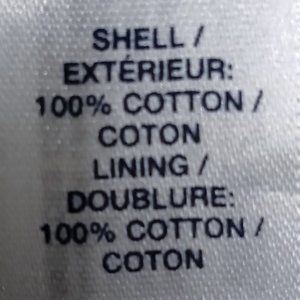 SHELL /
EXTÉRIEUR:
100% COTTON /
COTON
LINING /
DOUBLURE:
100% COTTON /
COTON